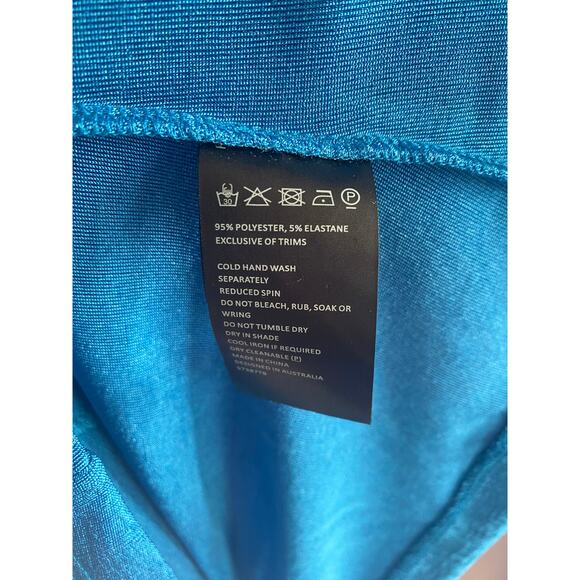 30
P
95% POLYESTER, 5% ELASTANE
EXCLUSIVE OF TRIMS
COLD HAND WASH
SEPARATELY
REDUCED SPIN
DO NOT BLEACH, RUB, SOAK OR
WRING
DO NOT TUMBLE DRY
DRY IN SHADE
COOL IRON IF REQUIRED
DRY CLEANABLE (P)
MADE IN CHINA
DESIGNED IN AUSTRALIA